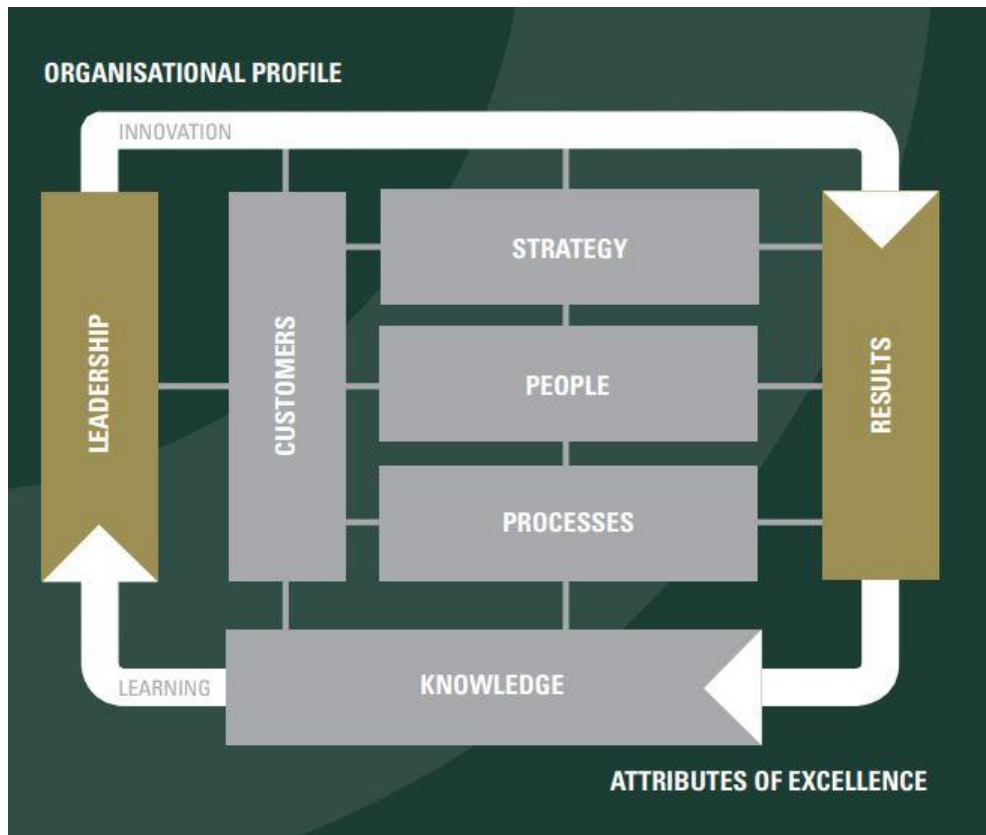 ORGANISATIONAL PROFILE
INNOVATION
LEADERSHIP
CUSTOMERS
STRATEGY
PEOPLE
PROCESSES
RESULTS
LEARNING
KNOWLEDGE
ATTRIBUTES OF EXCELLENCE